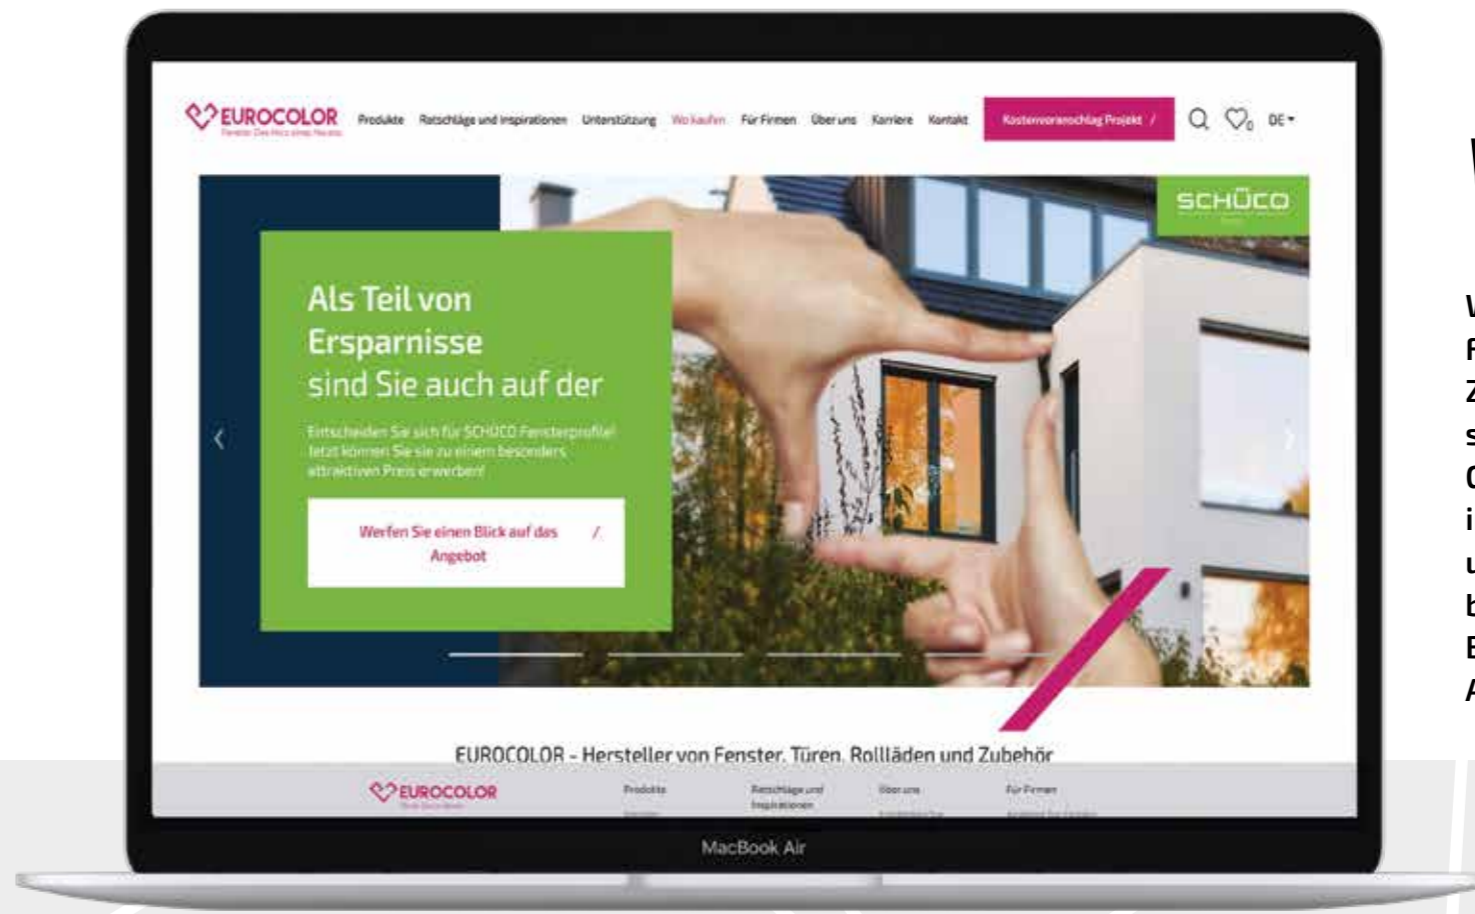 EUROCOLOR
Produkte Ratschläge und Inspirationen Unterstützung Wo kaufen Für Firmen Über uns Karriere Kontakt
Kostenvoranschlag Projekt /
0 DE
SCHÜCO
Als Teil von
Ersparnisse
sind Sie auch auf der
Entscheiden Sie sich für SCHÜCO Fensterprofile!
Jetzt können Sie sie zu einem besonders
attraktiven Preis erwerben!
Werfen Sie einen Blick auf das /
Angebot
EUROCOLOR - Hersteller von Fenster, Türen, Rollläden und Zubehör
EUROCOLOR
Produkte Ratschläge und Über uns Für Firmen
Inspirationen
MacBook Air